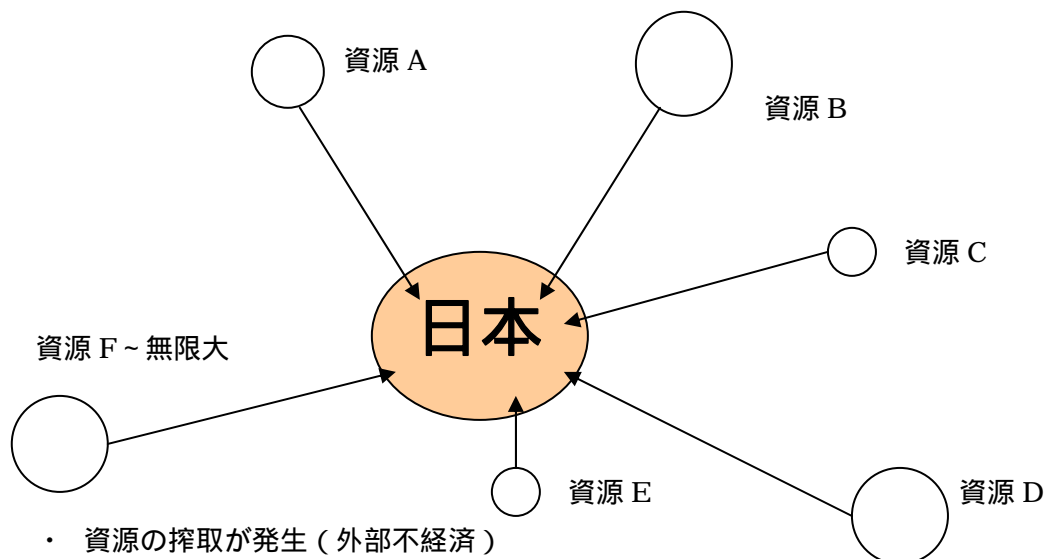 資源 A
資源 B
資源 C
日本
資源 F ~ 無限大
資源 E
資源 D
・ 資源の搾取が発生 ( 外部不経済 )